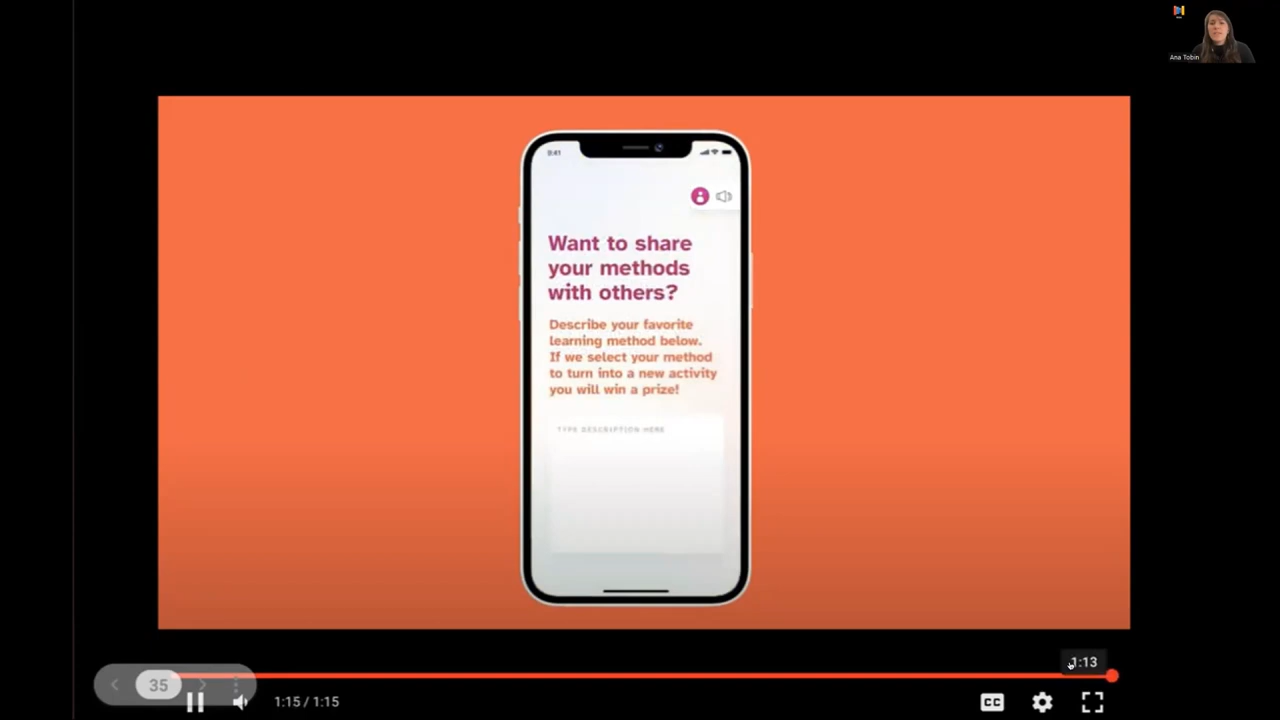 Ana Tobin
9:41
Want to share
your methods
with others?
Describe your favorite
learning method below.
If we select your method
to turn into a new activity
you will win a prize!
TYPE DESCRIPTION HERE
1:13
35
1:15 / 1:15
CC